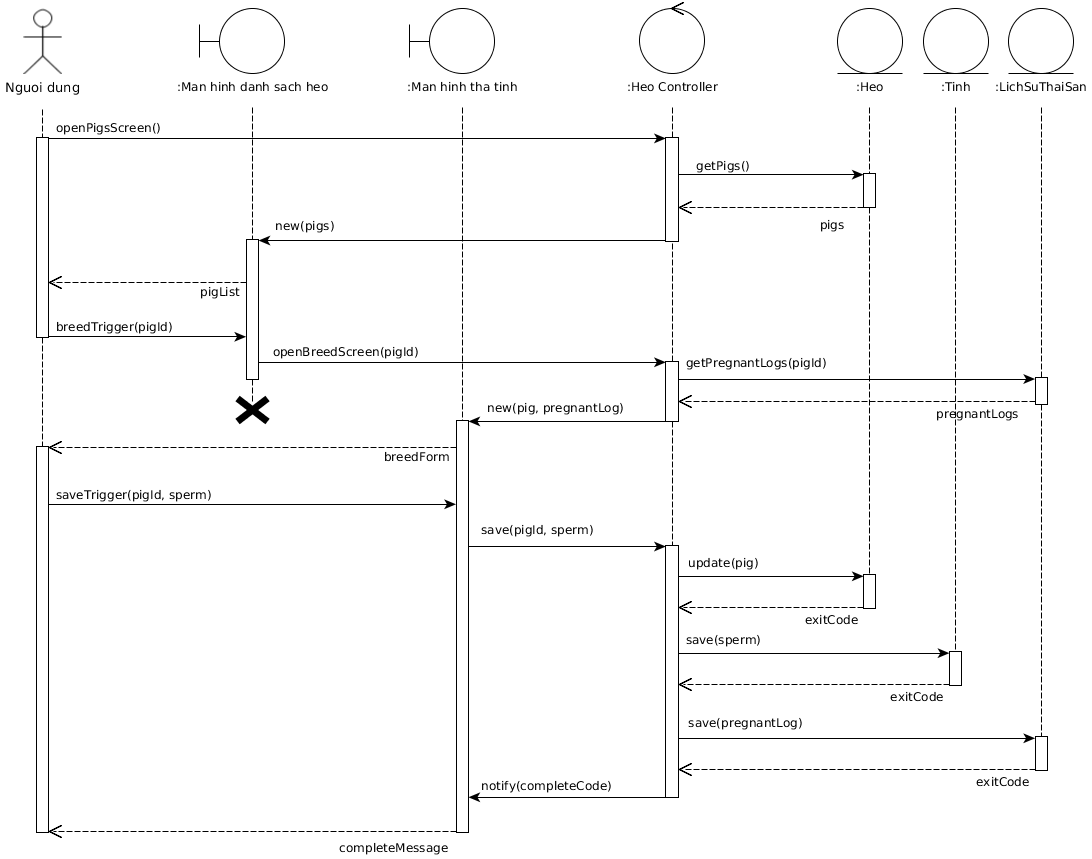 Nguoi dung
:Man hinh danh sach heo
:Man hinh tha tinh
:Heo Controller
:Heo
:Tinh
:LichSuThaiSan
openPigsScreen()
getPigs()
pigs
new(pigs)
pigList
breedTrigger(pigId)
openBreedScreen(pigId)
getPregnantLogs(pigId)
pregnantLogs
new(pig, pregnantLog)
breedForm
saveTrigger(pigId, sperm)
save(pigId, sperm)
update(pig)
exitCode
save(sperm)
exitCode
save(pregnantLog)
exitCode
notify(completeCode)
completeMessage